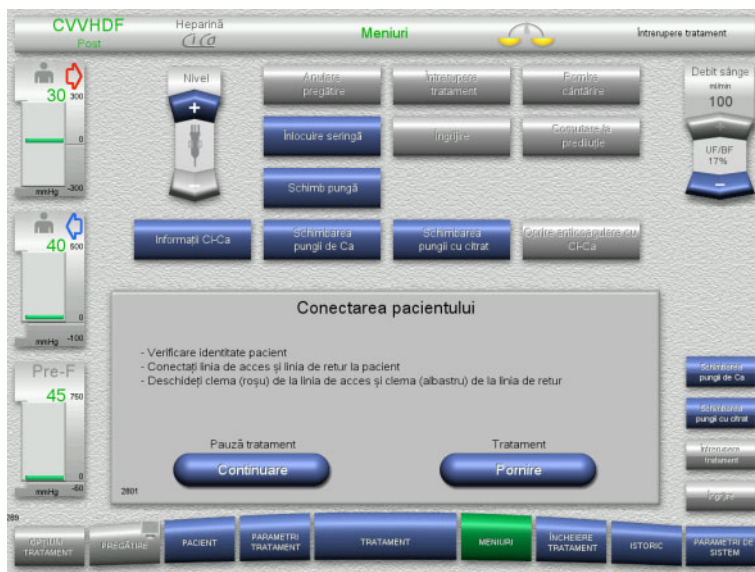 CVVHDF
Post
Heparină
Ci Ca
Meniuri
Întrerupere tratament
30
300
0
mmHg
-300
Nivel
+
−
Anulare
pregătire
Întrerupere
tratament
Pornire
cântărire
Înlocuire seringă
Îngrijire
Comutare la
prediluție
Schimb pungă
Debit sânge
ml/min
100
+
UF/BF
17%
−
40
500
0
mmHg
-100
Informații Ci-Ca
Schimbarea
pungii de Ca
Schimbarea
pungii cu citrat
Oprire anticoagulare cu
Ci-Ca
Conectarea pacientului
- Verificare identitate pacient
- Conectați linia de acces și linia de retur la pacient
- Deschideți clema (roșu) de la linia de acces și clema (albastru) de la linia de retur
Pauză tratament
Continuare
Tratament
Pornire
2801
Pre-F
45
750
0
mmHg
-50
Schimbarea
pungii de Ca
Schimbarea
pungii cu citrat
Întrerupere
tratament
Îngrijire
289
OPȚIUNI
TRATAMENT
PREGĂTIRE
PACIENT
PARAMETRI
TRATAMENT
TRATAMENT
MENIURI
ÎNCHEIERE
TRATAMENT
ISTORIC
PARAMETRI DE
SISTEM